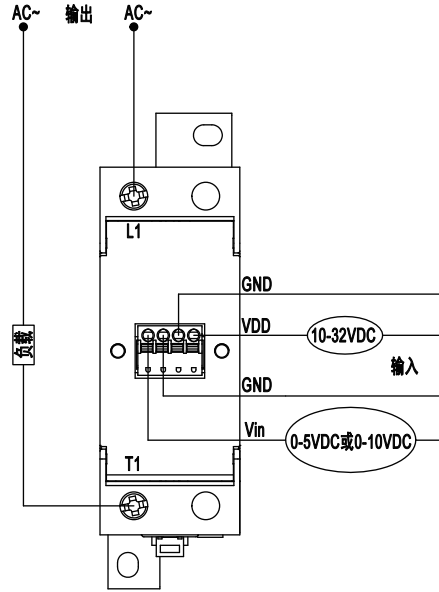 AC~ 输出 AC~
L1
GND
VDD 10-32VDC
输入
负载
GND
Vin 0-5VDC或0-10VDC
T1